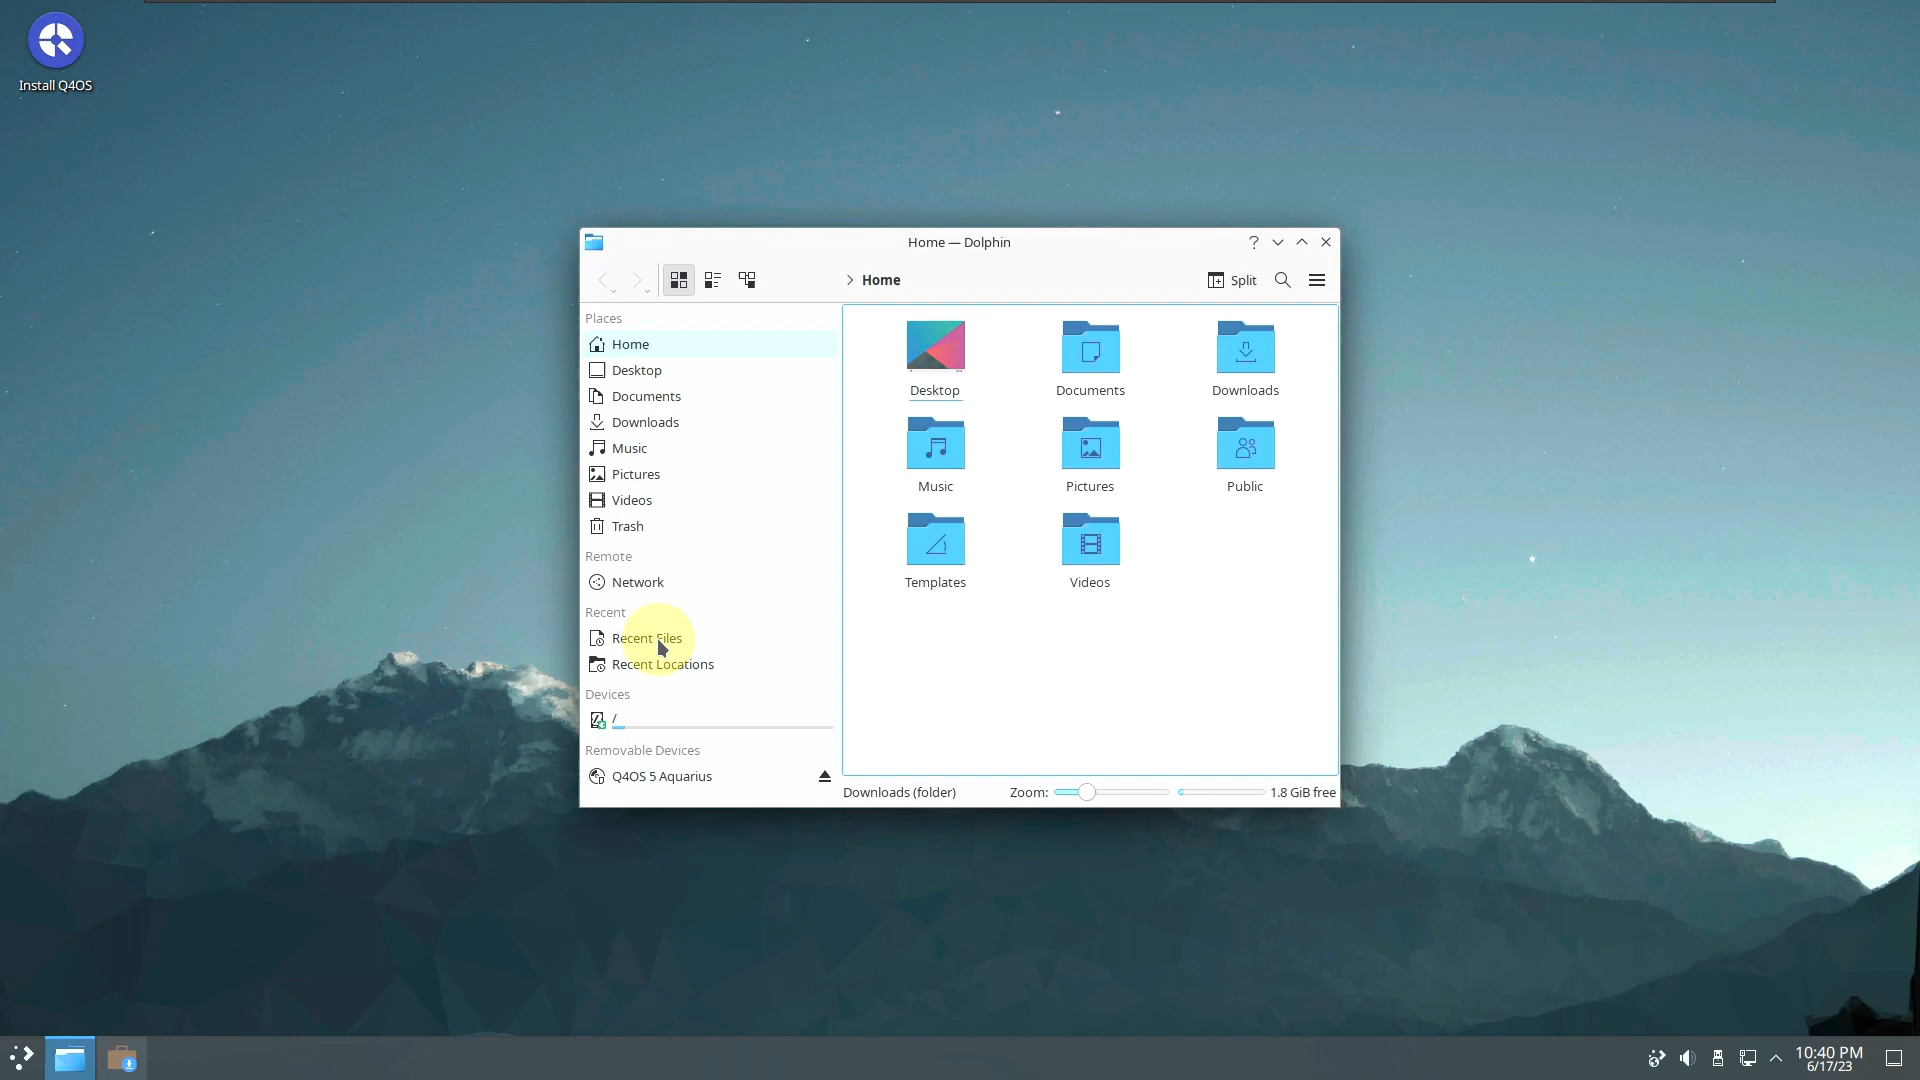 Install Q4OS
Home — Dolphin
Home
Split
Places
Home
Desktop
Documents
Downloads
Music
Pictures
Videos
Trash
Remote
Network
Recent
Recent Files
Recent Locations
Devices
/
Removable Devices
Q4OS 5 Aquarius
Desktop
Documents
Downloads
Music
Pictures
Public
Templates
Videos
Downloads (folder)
Zoom:
1.8 GiB free
10:40 PM
6/17/23